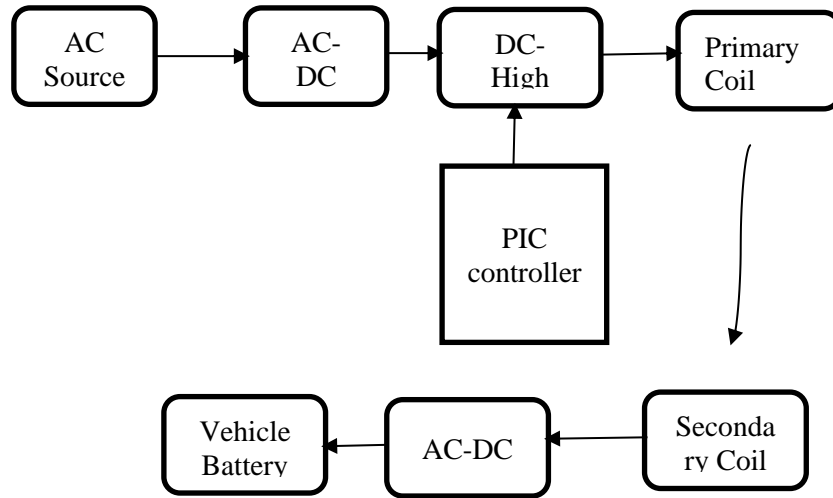 AC
Source
AC-
DC
DC-
High
Primary
Coil
PIC
controller
Vehicle
Battery
AC-DC
Seconda
ry Coil